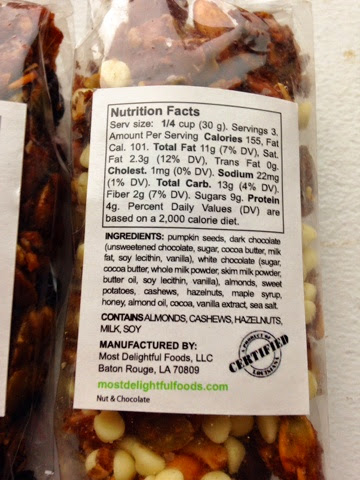 Nutrition Facts
Serv size: 1/4 cup (30 g). Servings 3.
Amount Per Serving Calories 155, Fat
Cal. 101. Total Fat 11g (7% DV), Sat.
Fat 2.3g (12% DV), Trans Fat 0g.
Cholest. 1mg (0% DV). Sodium 22mg
(1% DV). Total Carb. 13g (4% DV).
Fiber 2g (7% DV). Sugars 9g. Protein
4g. Percent Daily Values (DV) are
based on a 2,000 calorie diet.
INGREDIENTS: pumpkin seeds, dark chocolate
(unsweetened chocolate, sugar, cocoa butter, milk
fat, soy lecithin, vanilla), white chocolate (sugar,
cocoa butter, whole milk powder, skim milk powder,
butter oil, soy lecithin, vanilla), almonds, sweet
potatoes, cashews, hazelnuts, maple syrup,
honey, almond oil, cocoa, vanilla extract, sea salt.
CONTAINS ALMONDS, CASHEWS, HAZELNUTS,
MILK, SOY
MANUFACTURED BY:
Most Delightful Foods, LLC
Baton Rouge, LA 70809
A PRODUCT OF
CERTIFIED
LOUISIANA
mostdelightfulfoods.com
Nut & Chocolate